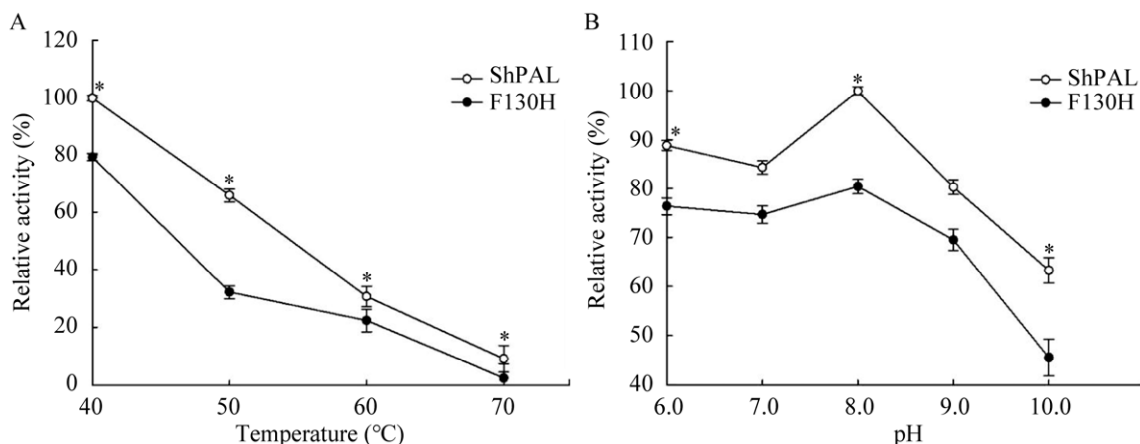 A
120
100
80
60
40
20
0
40 50 60 70
Temperature (℃)
Relative activity (%)
ShPAL
F130H
*
*
*
*
B
110
100
90
80
70
60
50
40
6.0 7.0 8.0 9.0 10.0
pH
Relative activity (%)
ShPAL
F130H
*
*
*